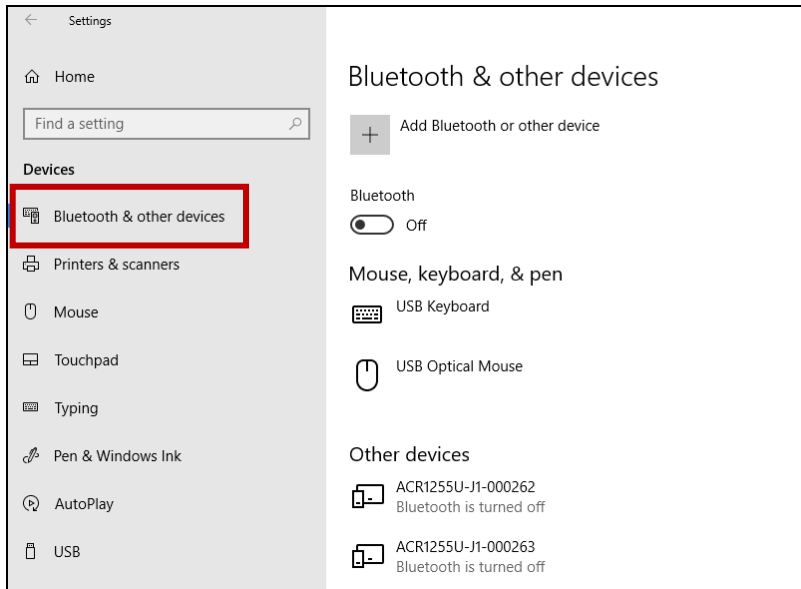 Settings
Home
Find a setting
Devices
Bluetooth & other devices
Printers & scanners
Mouse
Touchpad
Typing
Pen & Windows Ink
AutoPlay
USB
Bluetooth & other devices
Add Bluetooth or other device
Bluetooth
Off
Mouse, keyboard, & pen
USB Keyboard
USB Optical Mouse
Other devices
ACR1255U-J1-000262
Bluetooth is turned off
ACR1255U-J1-000263
Bluetooth is turned off